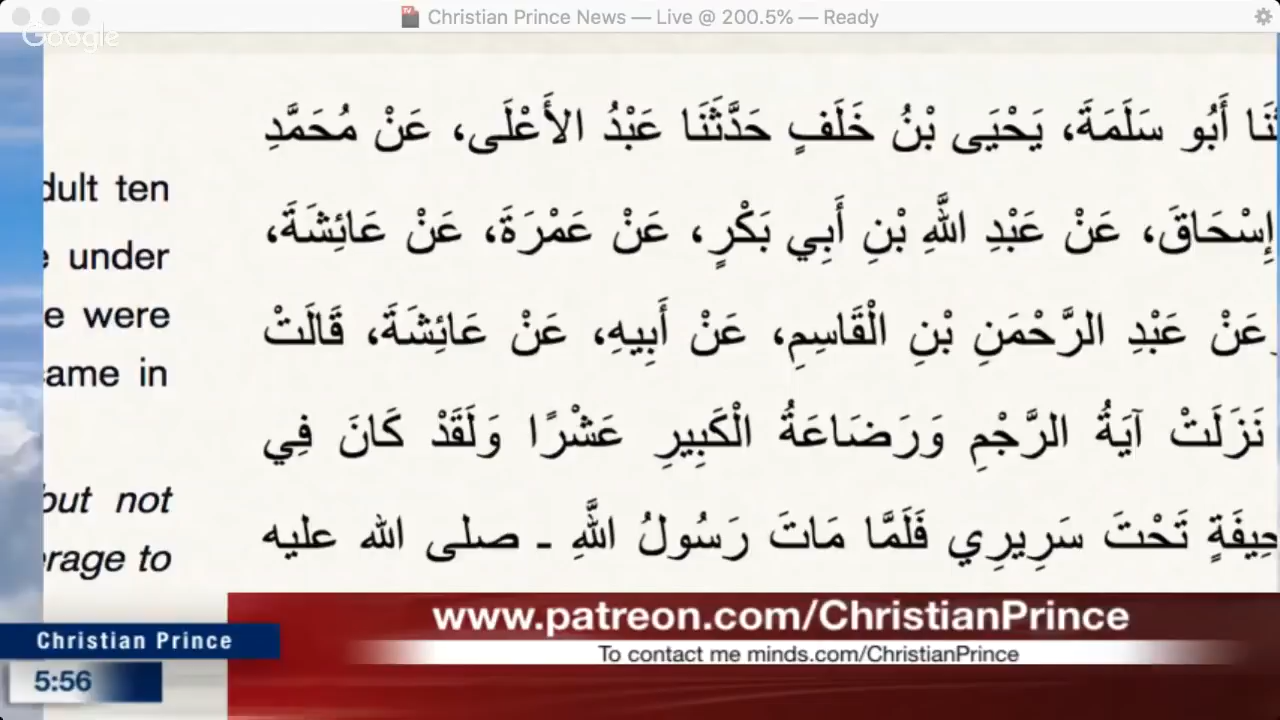 Christian Prince News — Live @ 200.5% — Ready
Google
ثَنَا أَبُو سَلَمَةَ، يَحْيَى بْنُ خَلَفٍ حَدَّثَنَا عَبْدُ الأَعْلَى، عَنْ مُحَمَّدِ
إِسْحَاقَ، عَنْ عَبْدِ اللَّهِ بْنِ أَبِي بَكْرٍ، عَنْ عَمْرَةَ، عَنْ عَائِشَةَ،
عَنْ عَبْدِ الرَّحْمَنِ بْنِ الْقَاسِمِ، عَنْ أَبِيهِ، عَنْ عَائِشَةَ، قَالَتْ
نَزَلَتْ آيَةُ الرَّجْمِ وَرَضَاعَةُ الْكَبِيرِ عَشْرًا وَلَقَدْ كَانَ فِي
حِيفَةٍ تَحْتَ سَرِيرِي فَلَمَّا مَاتَ رَسُولُ اللَّهِ ـ صلى الله عليه
dult ten
e under
e were
ame in
but not
erage to
www.patreon.com/ChristianPrince
To contact me minds.com/ChristianPrince
Christian Prince
5:56